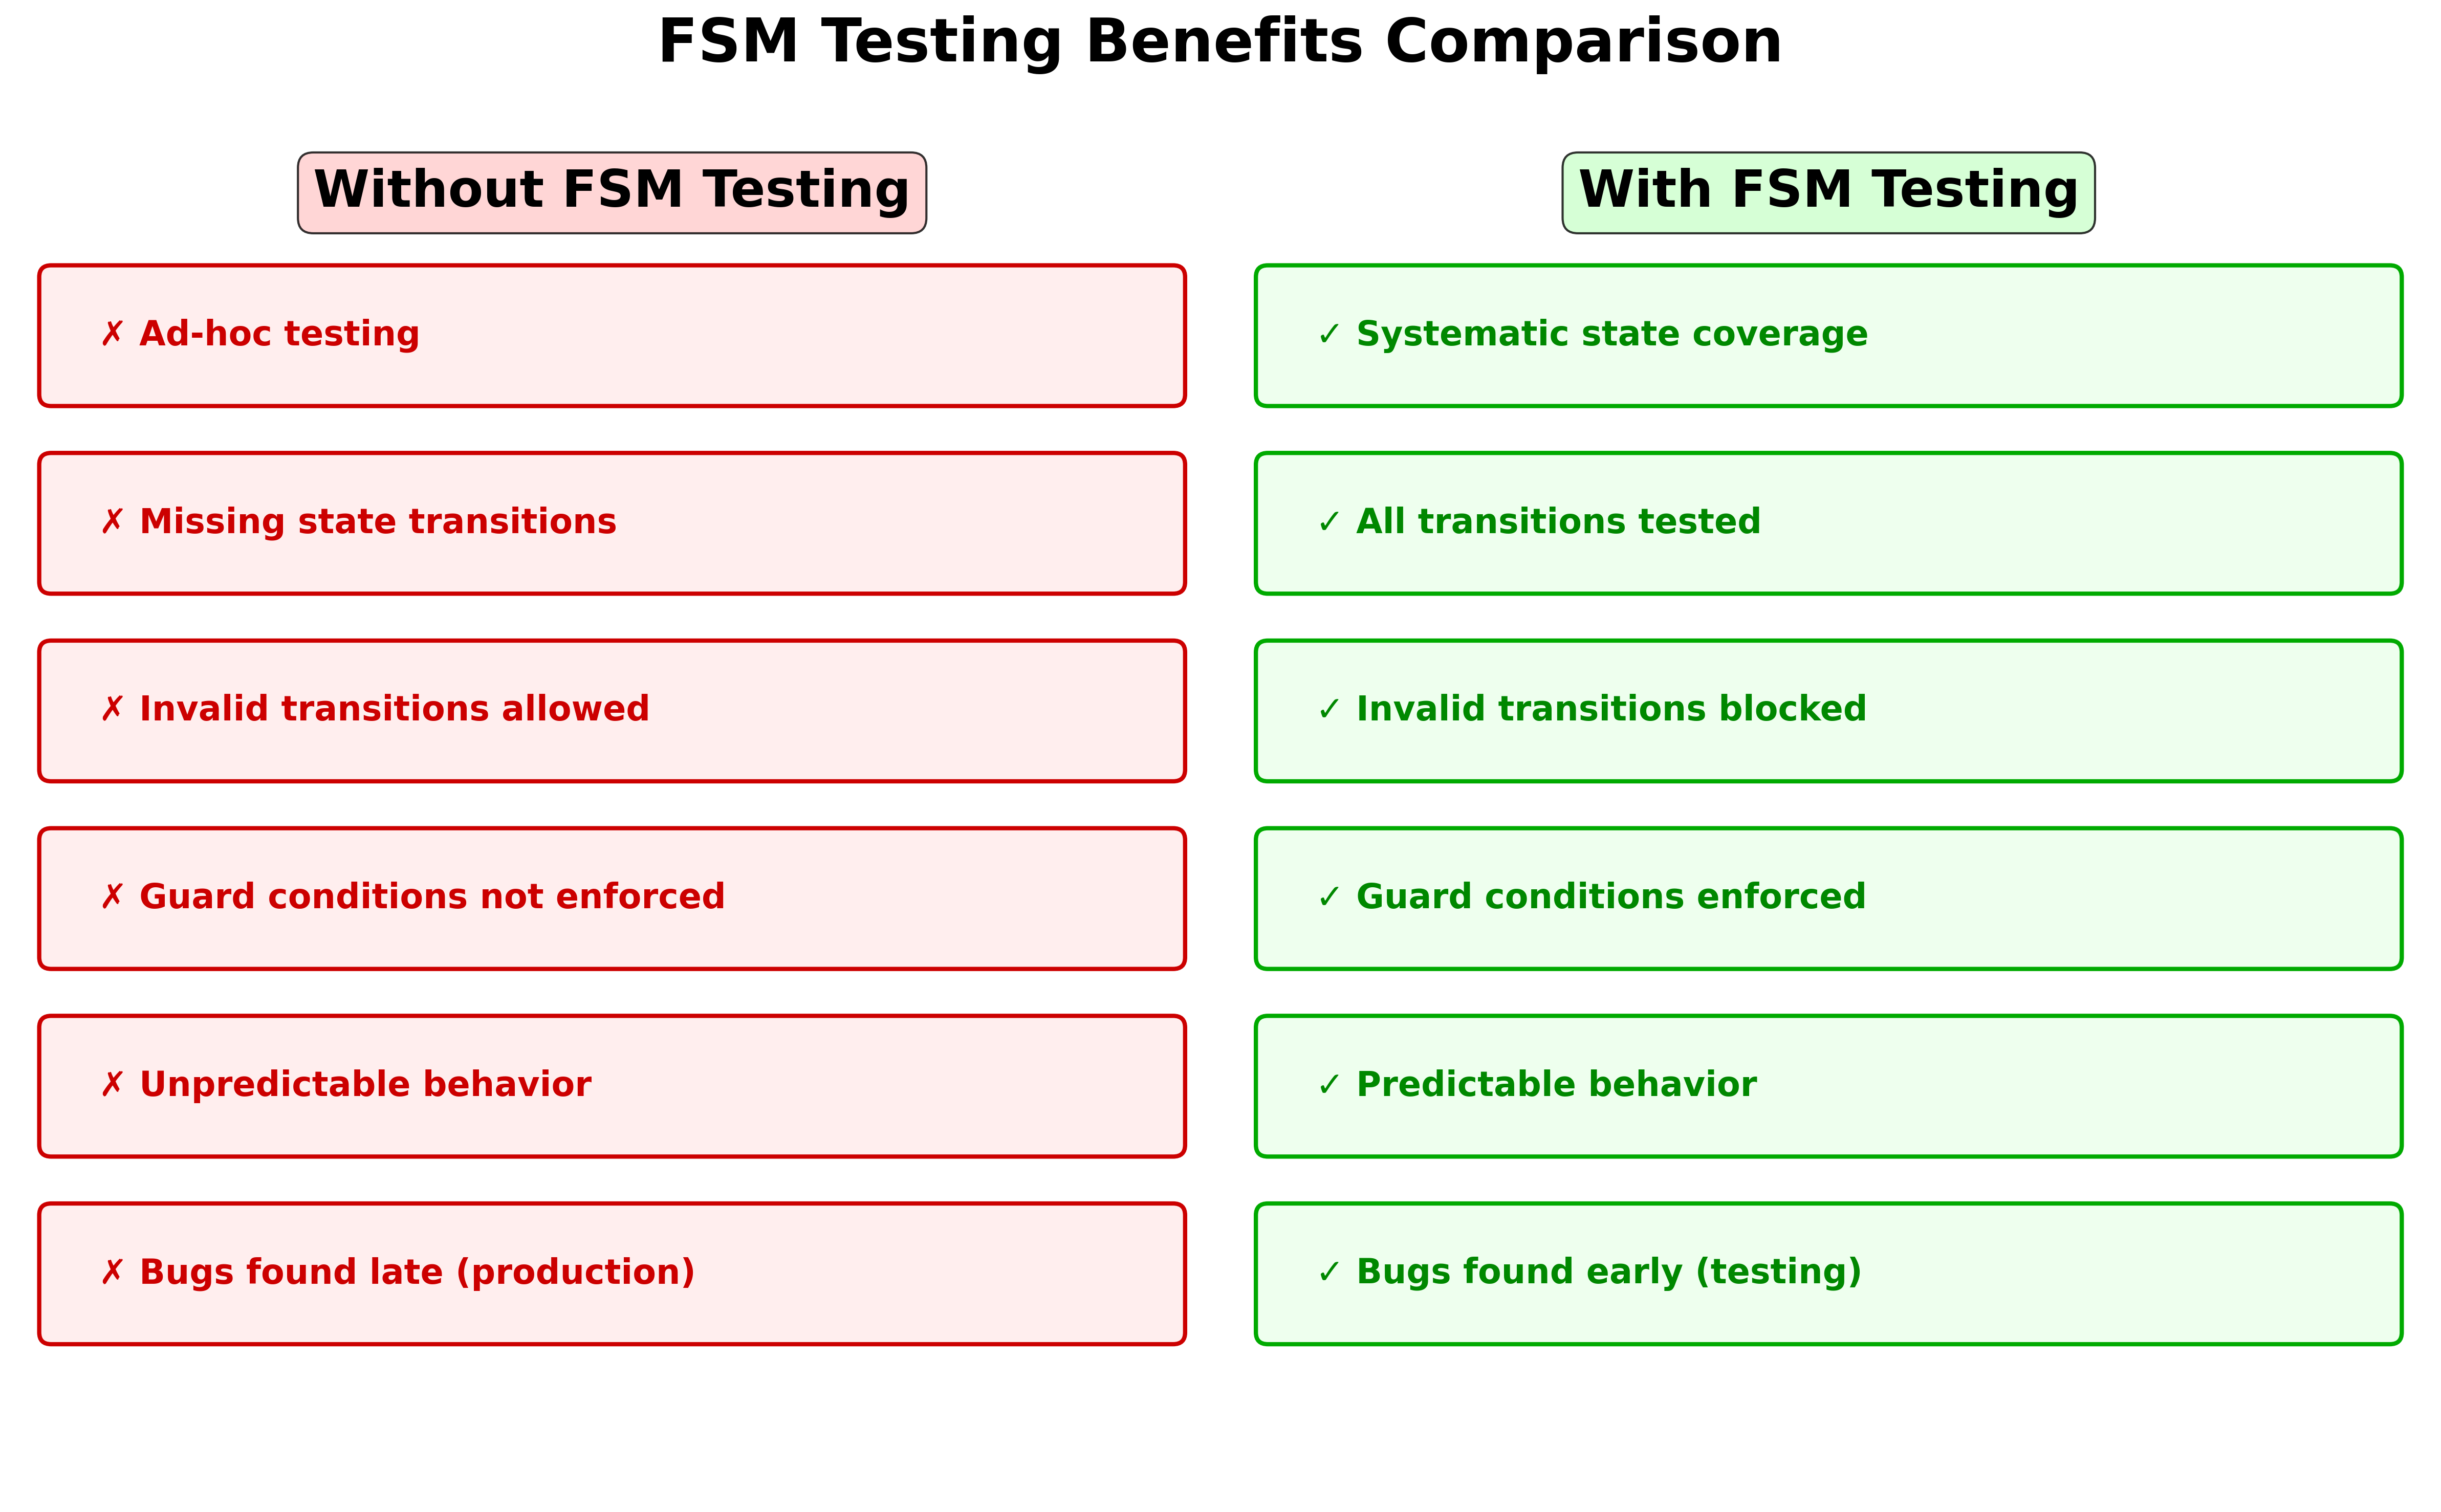 FSM Testing Benefits Comparison
Without FSM Testing
✗ Ad-hoc testing
✗ Missing state transitions
✗ Invalid transitions allowed
✗ Guard conditions not enforced
✗ Unpredictable behavior
✗ Bugs found late (production)
With FSM Testing
✓ Systematic state coverage
✓ All transitions tested
✓ Invalid transitions blocked
✓ Guard conditions enforced
✓ Predictable behavior
✓ Bugs found early (testing)